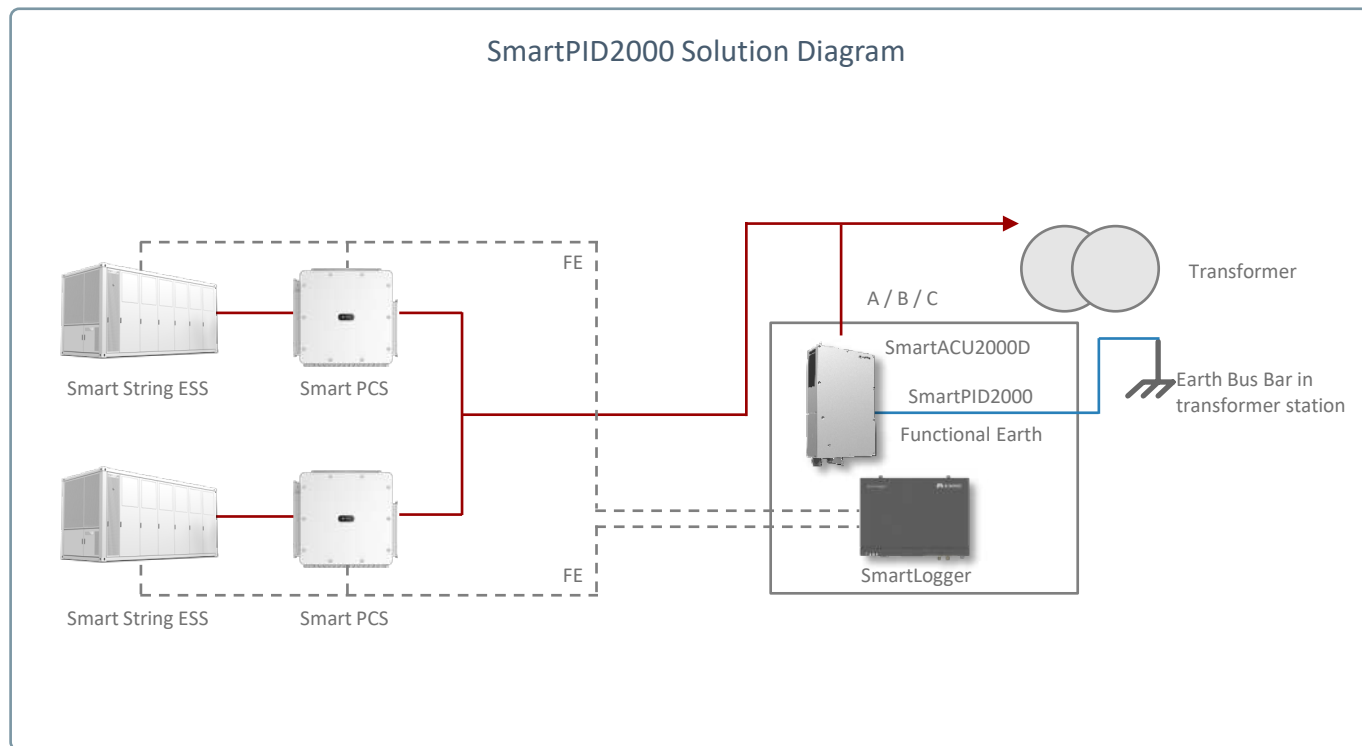 SmartPID2000 Solution Diagram
FE
Transformer
A / B / C
SmartACU2000D
Smart String ESS
Smart PCS
SmartPID2000
Earth Bus Bar in
transformer station
Functional Earth
FE
SmartLogger
Smart String ESS
Smart PCS